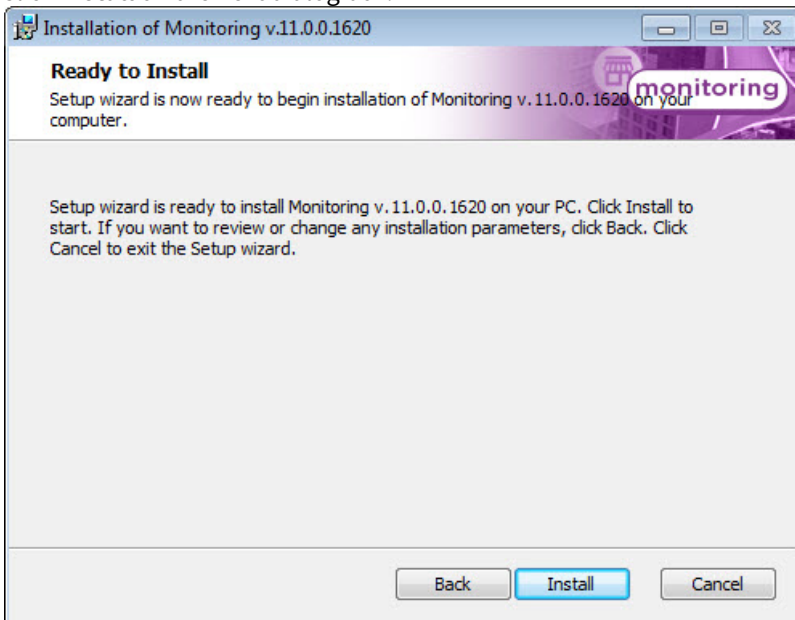 Installation of Monitoring v.11.0.0.1620
Ready to Install
Setup wizard is now ready to begin installation of Monitoring v.11.0.0.1620 on your
computer.
monitoring
Setup wizard is ready to install Monitoring v.11.0.0.1620 on your PC. Click Install to
start. If you want to review or change any installation parameters, click Back. Click
Cancel to exit the Setup wizard.
Back Install Cancel